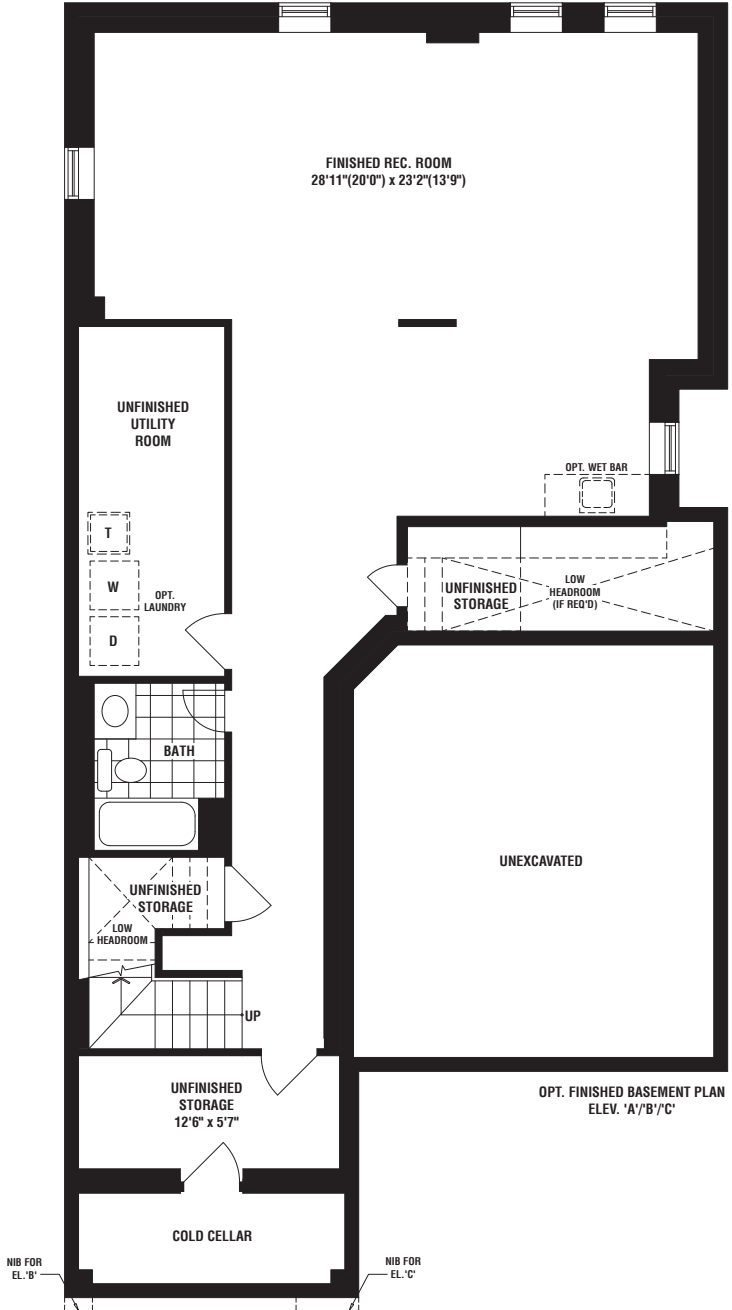 FINISHED REC. ROOM
28'11"(20'0") x 23'2"(13'9")
UNFINISHED
UTILITY
ROOM
OPT. WET BAR
T
W
OPT.
LAUNDRY
D
UNFINISHED
STORAGE
LOW
HEADROOM
(IF REQ'D)
BATH
UNEXCAVATED
UNFINISHED
STORAGE
LOW
HEADROOM
UP
UNFINISHED
STORAGE
12'6" x 5'7"
OPT. FINISHED BASEMENT PLAN
ELEV. 'A'/'B'/'C'
COLD CELLAR
NIB FOR
EL.'B'
NIB FOR
EL.'C'